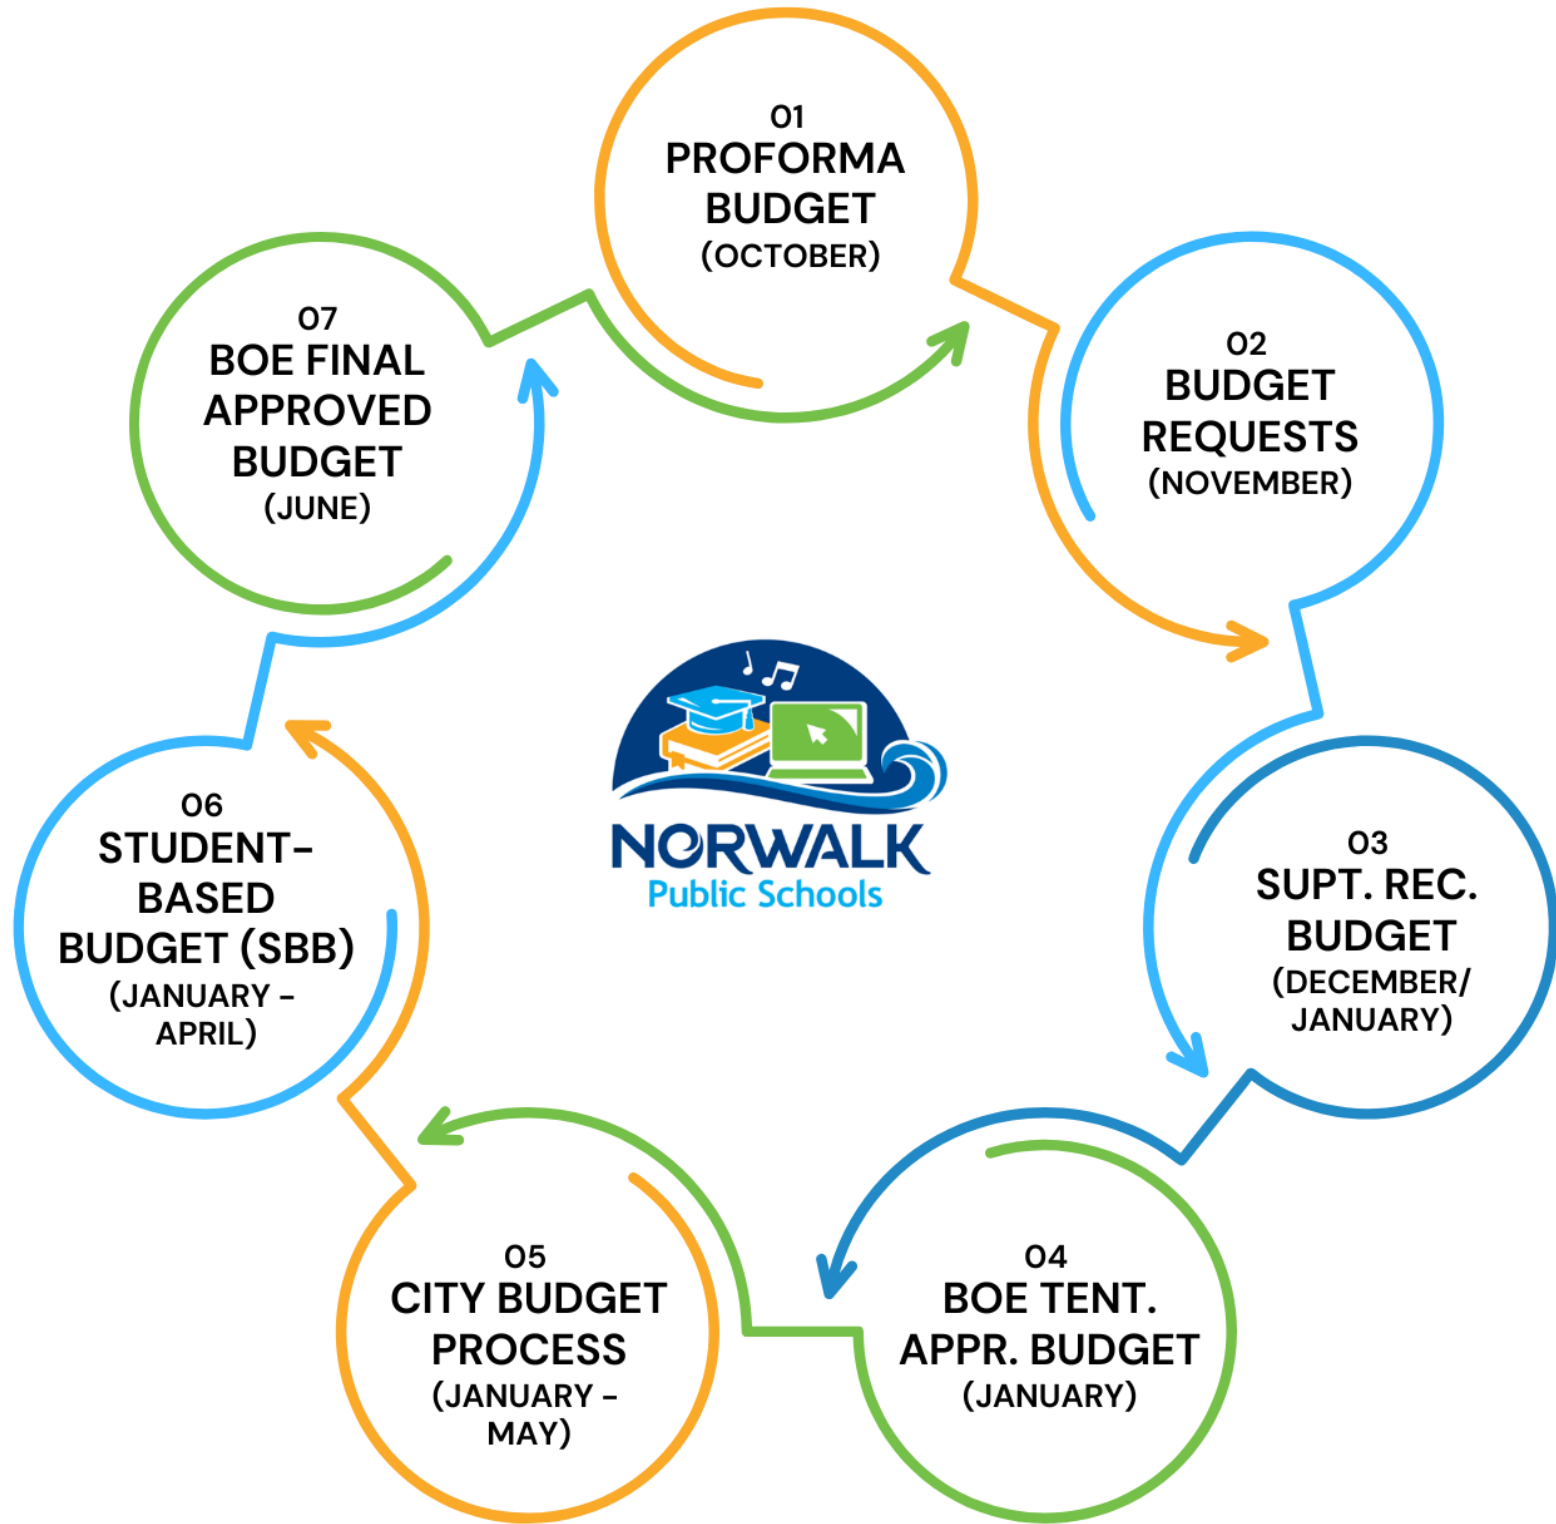 01
PROFORMA
BUDGET
(OCTOBER)
02
BUDGET
REQUESTS
(NOVEMBER)
03
SUPT. REC.
BUDGET
(DECEMBER/
JANUARY)
04
BOE TENT.
APPR. BUDGET
(JANUARY)
05
CITY BUDGET
PROCESS
(JANUARY -
MAY)
06
STUDENT-
BASED
BUDGET (SBB)
(JANUARY -
APRIL)
07
BOE FINAL
APPROVED
BUDGET
(JUNE)
NORWALK
Public Schools